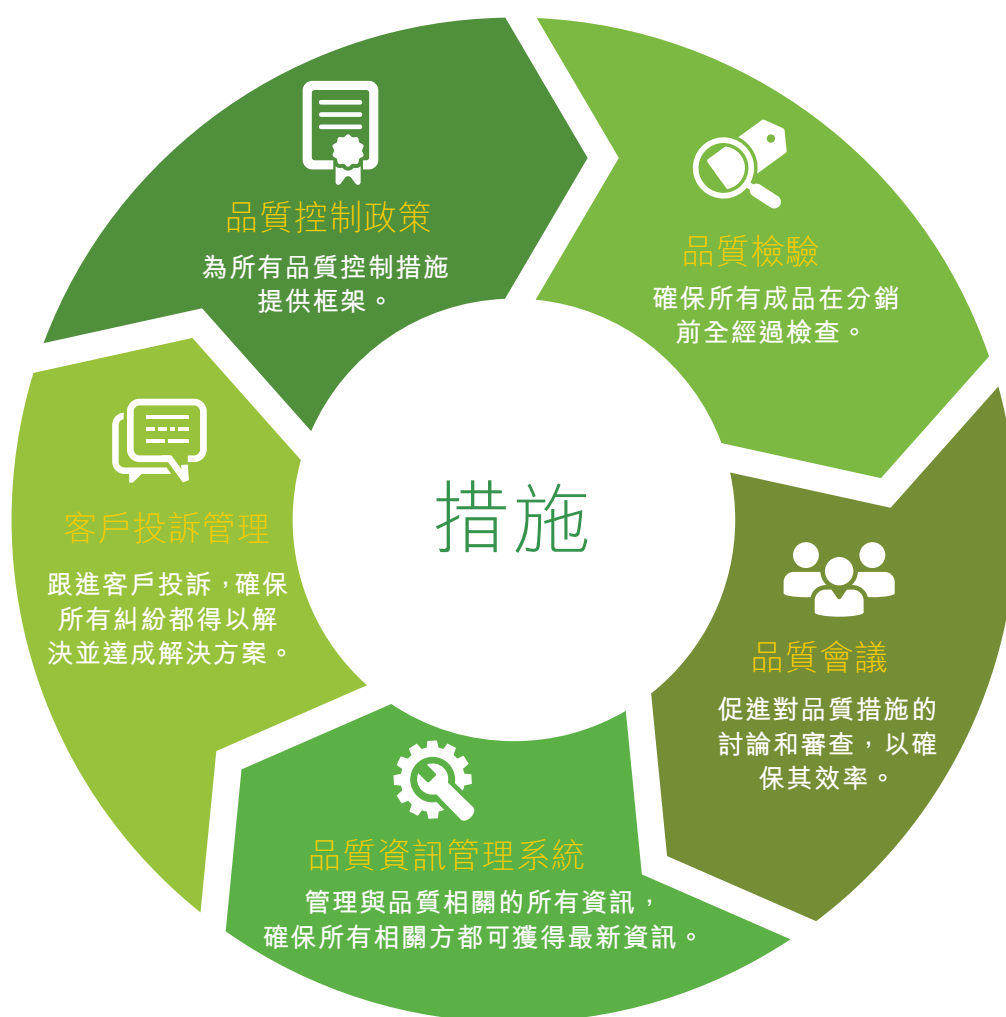 品質控制政策
為所有品質控制措施
提供框架。
品質檢驗
確保所有成品在分銷
前全經過檢查。
品質會議
促進對品質措施的
討論和審查，以確
保其效率。
品質資訊管理系統
管理與品質相關的所有資訊，
確保所有相關方都可獲得最新資訊。
客戶投訴管理
跟進客戶投訴，確保
所有糾紛都得以解
決並達成解決方案。
措施